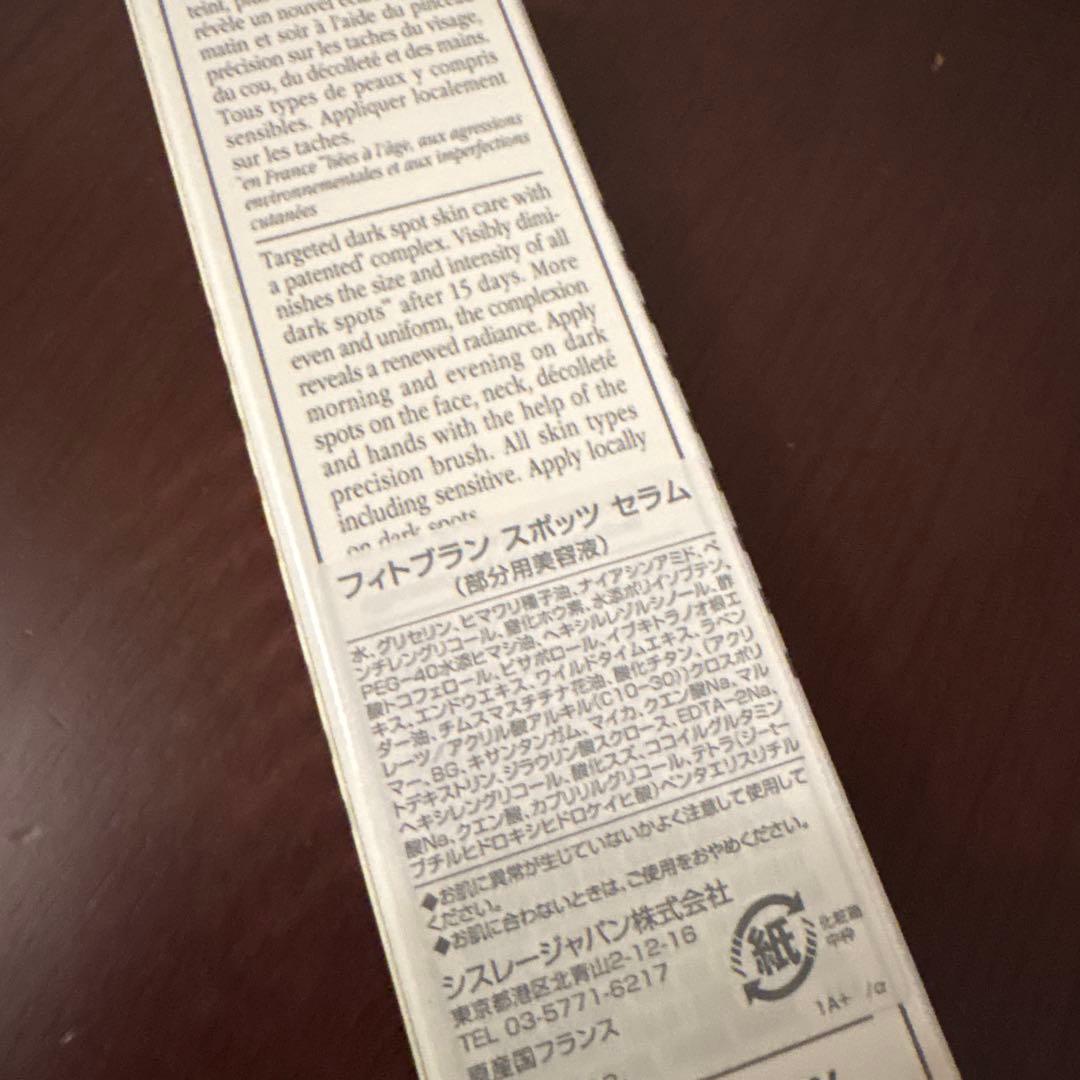 teint,
révèle un nouvel
matin et soir à l'aide du pinceau
précision sur les taches du visage,
du cou, du décolleté et des mains.
Tous types de peaux y compris
sensibles. Appliquer localement
sur les taches.
"en France "liées à l'âge, aux agressions
environnementales et aux imperfections
cutanées
Targeted dark spot skin care with
a patented complex. Visibly dimi-
nishes the size and intensity of all
dark spots after 15 days. More
even and uniform, the complexion
reveals a renewed radiance. Apply
morning and evening on dark
spots on the face, neck, décolleté
and hands with the help of the
precision brush. All skin types
including sensitive. Apply locally
on dark spots
フィトブラン スポッツ セラム
(部分用美容液)
水、グリセリン、ヒマワリ種子油、ナイアシンアミド、ペ
ンチレングリコール、窒化ホウ素、水添ポリイソブテン、
PEG-40水添ヒマシ油、ヘキシルレゾルシノール、酢
酸トコフェロール、ビサボロール、イブキトラノオ根エ
キス、エンドウエキス、ワイルドタイムエキス、ラベン
ダー油、チムスマスチチナ花油、酸化チタン、(アクリ
レーツ/アクリル酸アルキル(C10-30))クロスポリ
マー、BG、キサンタンガム、マイカ、クエン酸Na、マル
トデキストリン、ジラウリン酸スクロース、EDTA-2Na、
ヘキシレングリコール、酸化スズ、ココイルグルタミン
酸Na、クエン酸、カプリリルグリコール、テトラ(ジ-t-
ブチルヒドロキシヒドロケイヒ酸)ペンタエリスリチル
◆お肌に異常が生じていないかよく注意して使用して
ください。
◆お肌に合わないときは、ご使用をおやめください。
シスレージャパン株式会社
東京都港区北青山2-12-16
TEL 03-5771-6217
原産国フランス
紙
化粧箱
中枠
1A+ /α